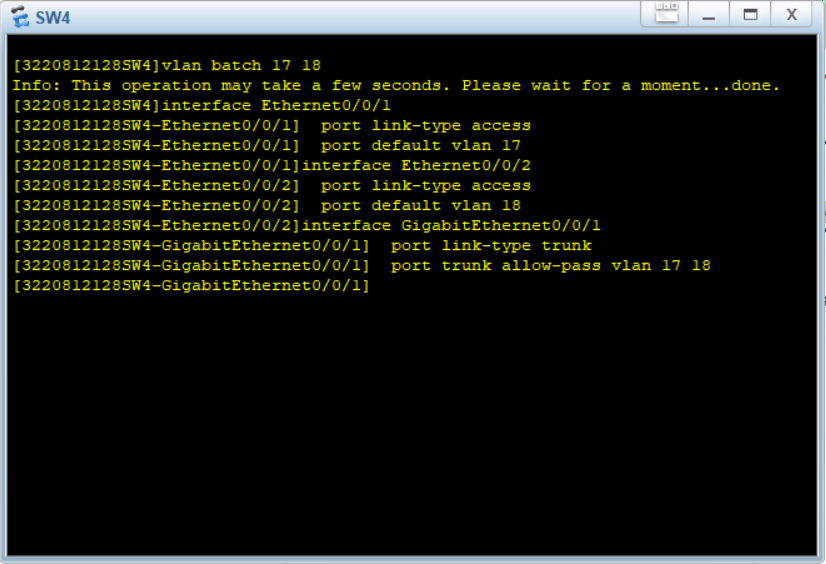 SW4
[3220812128SW4]vlan batch 17 18
Info: This operation may take a few seconds. Please wait for a moment...done.
[3220812128SW4]interface Ethernet0/0/1
[3220812128SW4-Ethernet0/0/1]  port link-type access
[3220812128SW4-Ethernet0/0/1]  port default vlan 17
[3220812128SW4-Ethernet0/0/1]interface Ethernet0/0/2
[3220812128SW4-Ethernet0/0/2]  port link-type access
[3220812128SW4-Ethernet0/0/2]  port default vlan 18
[3220812128SW4-Ethernet0/0/2]interface GigabitEthernet0/0/1
[3220812128SW4-GigabitEthernet0/0/1]  port link-type trunk
[3220812128SW4-GigabitEthernet0/0/1]  port trunk allow-pass vlan 17 18
[3220812128SW4-GigabitEthernet0/0/1]